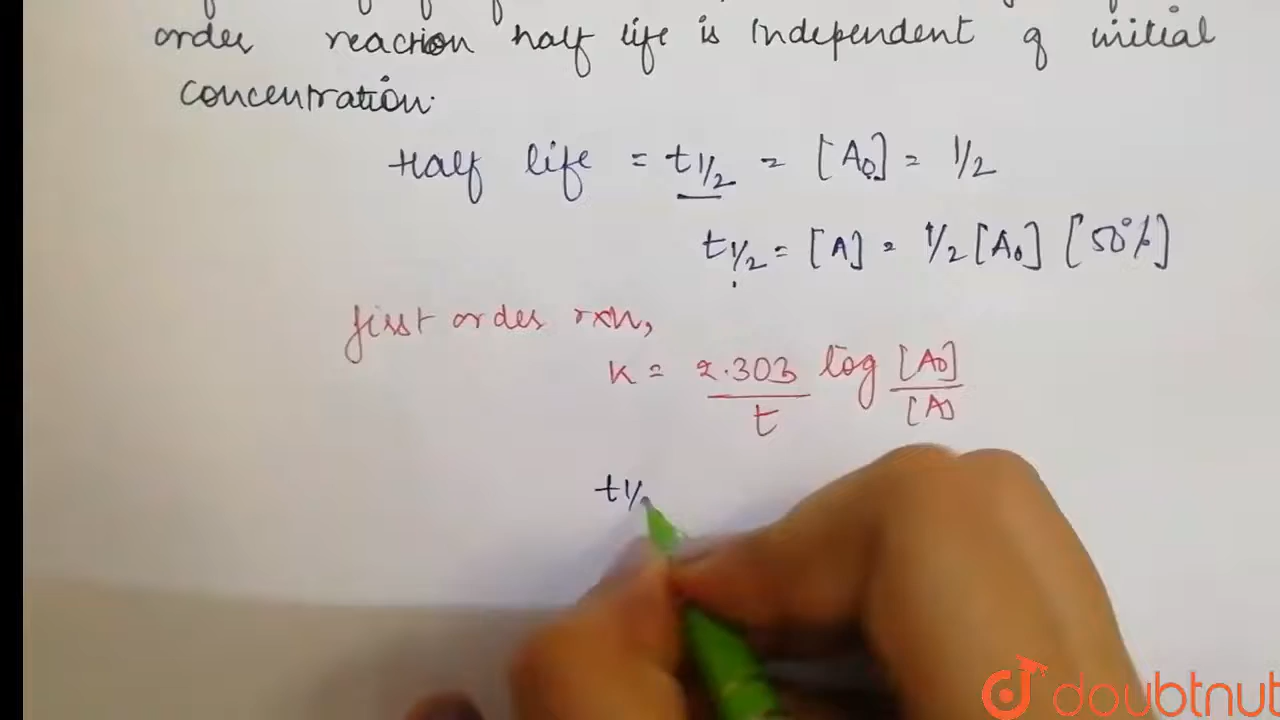 order reaction half life is independent of initial
concentration.
Half life = t1/2 = [A0] = 1/2
t1/2 = [A] = 1/2 [A0] [50%]
first order rxn,
K = 2.303/t log [A0]/[A]
t1/
doubtnut